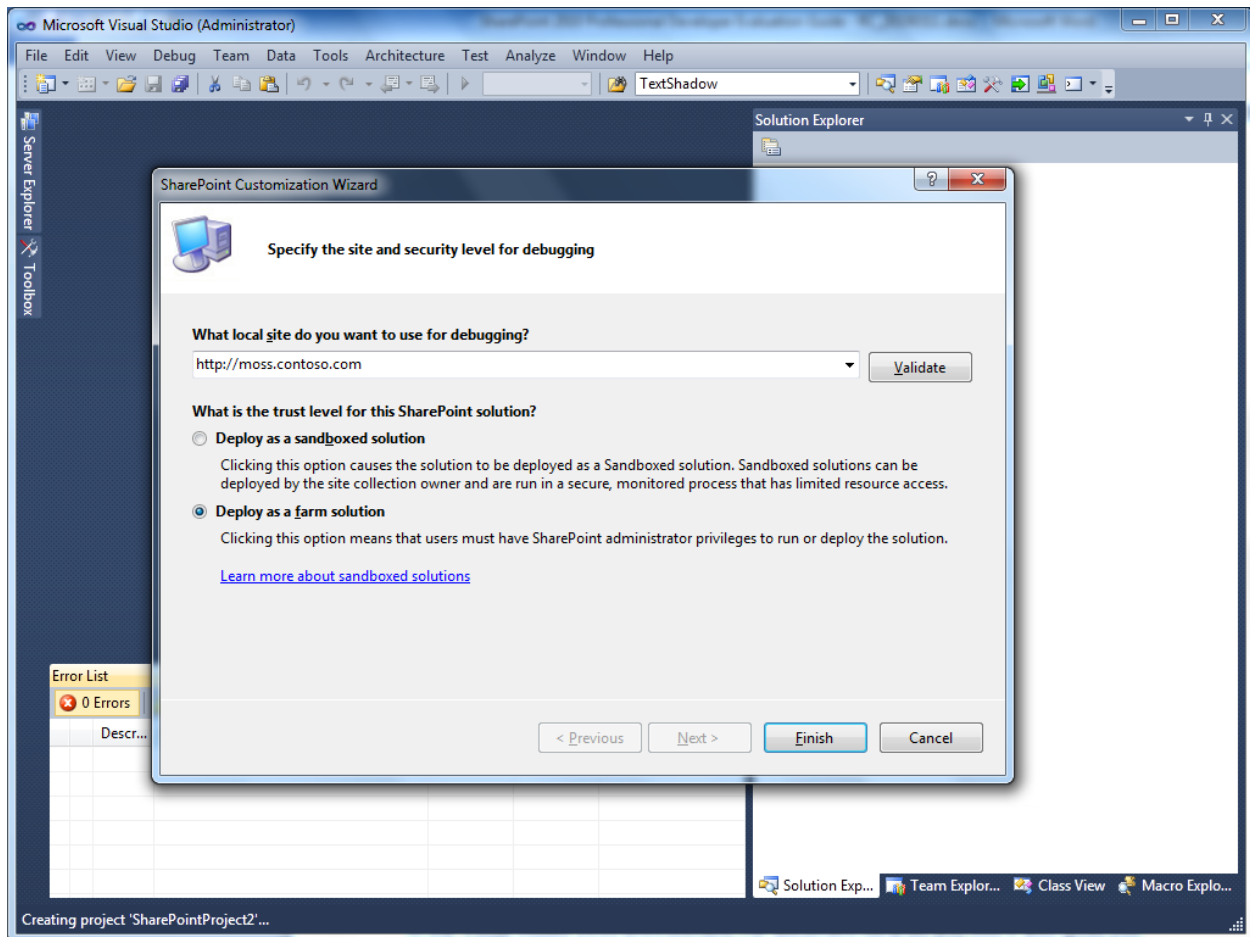 Microsoft Visual Studio (Administrator)
File Edit View Debug Team Data Tools Architecture Test Analyze Window Help
TextShadow
Server Explorer
Toolbox
Solution Explorer
SharePoint Customization Wizard
Specify the site and security level for debugging
What local site do you want to use for debugging?
http://moss.contoso.com
Validate
What is the trust level for this SharePoint solution?
Deploy as a sandboxed solution
Clicking this option causes the solution to be deployed as a Sandboxed solution. Sandboxed solutions can be
deployed by the site collection owner and are run in a secure, monitored process that has limited resource access.
Deploy as a farm solution
Clicking this option means that users must have SharePoint administrator privileges to run or deploy the solution.
Learn more about sandboxed solutions
Error List
0 Errors
Descr...
< Previous Next > Finish Cancel
Solution Exp... Team Explor... Class View Macro Explo...
Creating project 'SharePointProject2'...